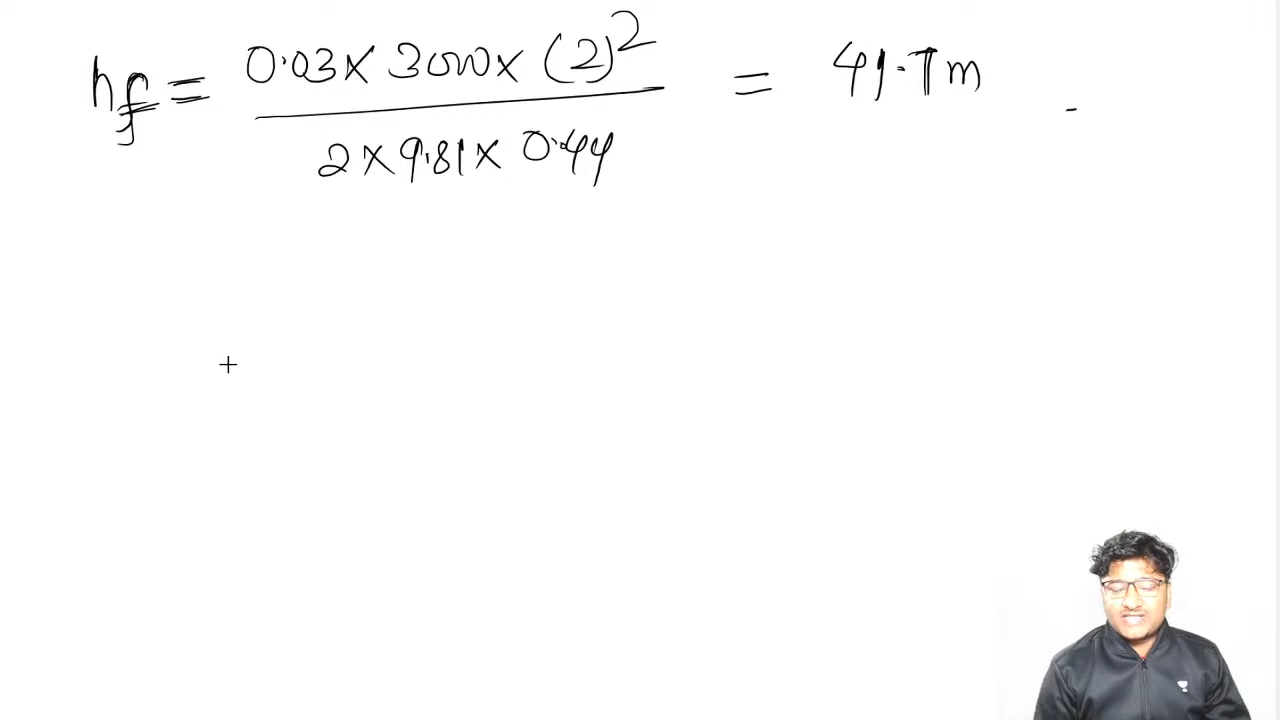 hf = 0.03 × 3000 × (2)² / 2 × 9.81 × 0.44 = 41.7 m